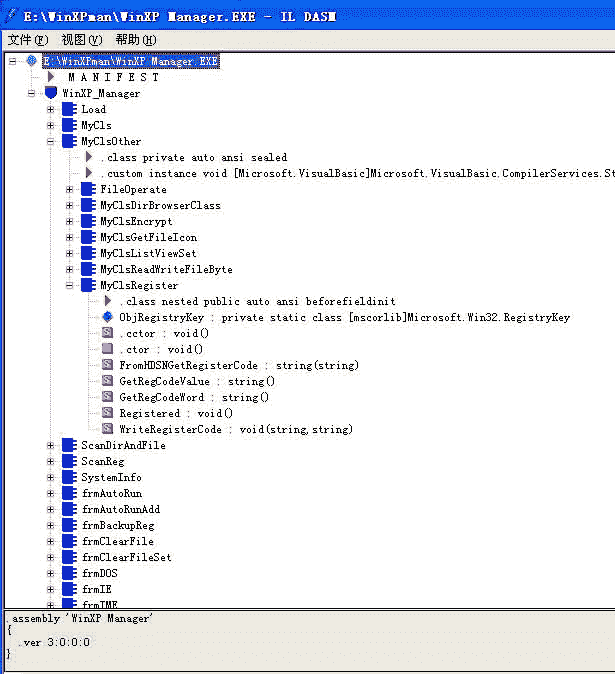 E:\WinXPman\WinXP Manager.EXE - IL DASM
文件(F) 视图(V) 帮助(H)
E:\WinXPman\WinXP Manager.EXE
M A N I F E S T
WinXP_Manager
Load
MyCls
MyClsOther
.class private auto ansi sealed
.custom instance void [Microsoft.VisualBasic]Microsoft.VisualBasic.CompilerServices.St
FileOperate
MyClsDirBrowserClass
MyClsEncrypt
MyClsGetFileIcon
MyClsListViewSet
MyClsReadWriteFileByte
MyClsRegister
.class nested public auto ansi beforefieldinit
ObjRegistryKey : private static class [mscorlib]Microsoft.Win32.RegistryKey
.cctor : void()
.ctor : void()
FromHDSNGetRegisterCode : string(string)
GetRegCodeValue : string()
GetRegCodeWord : string()
Registered : void()
WriteRegisterCode : void(string,string)
ScanDirAndFile
ScanReg
SystemInfo
frmAutoRun
frmAutoRunAdd
frmBackupReg
frmClearFile
frmClearFileSet
frmDOS
frmIE
frmIME
.assembly 'WinXP Manager'
{
.ver 3:0:0:0
}